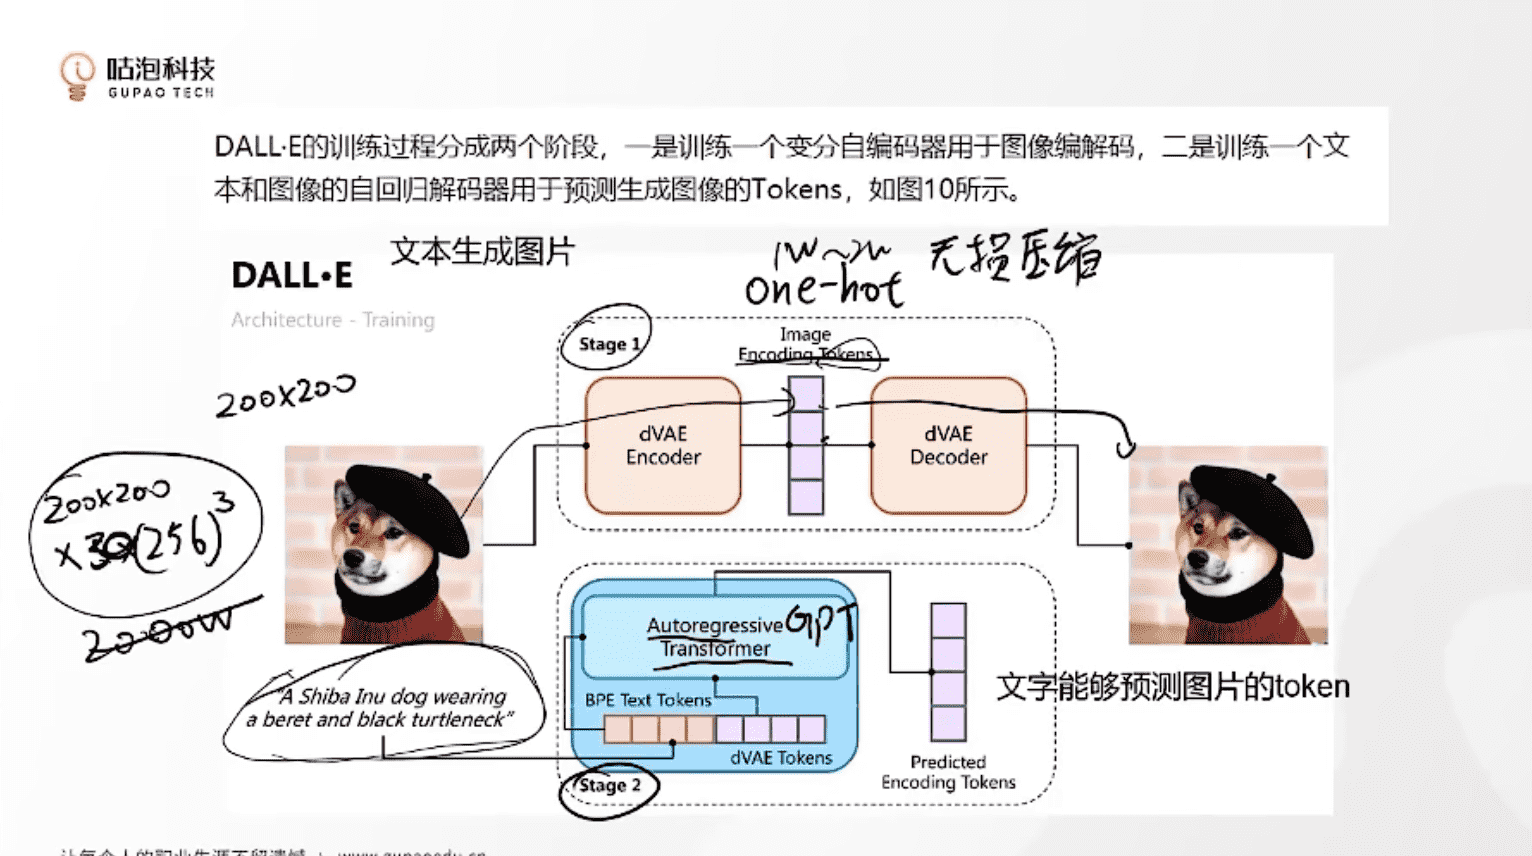 咕泡科技
GUPAO TECH
DALL·E的训练过程分成两个阶段，一是训练一个变分自编码器用于图像编解码，二是训练一个文
本和图像的自回归解码器用于预测生成图像的Tokens，如图10所示。
文本生成图片
1W~2W
one-hot
无损压缩
DALL·E
Architecture - Training
Stage 1
Image
Encoding Tokens
200x200
dVAE
Encoder
dVAE
Decoder
200x200
(256)³
2000W
Autoregressive
Transformer
GPT
BPE Text Tokens
dVAE Tokens
"A Shiba Inu dog wearing
a beret and black turtleneck"
文字能够预测图片的token
Predicted
Encoding Tokens
Stage 2